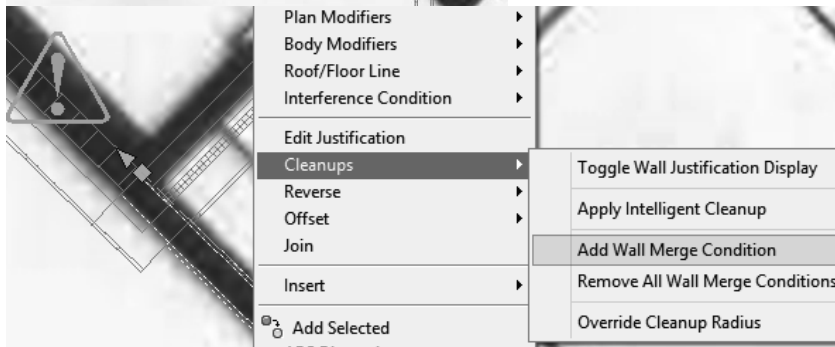 Plan Modifiers
Body Modifiers
Roof/Floor Line
Interference Condition
Edit Justification
Cleanups
Reverse
Offset
Join
Insert
Add Selected
Toggle Wall Justification Display
Apply Intelligent Cleanup
Add Wall Merge Condition
Remove All Wall Merge Conditions
Override Cleanup Radius